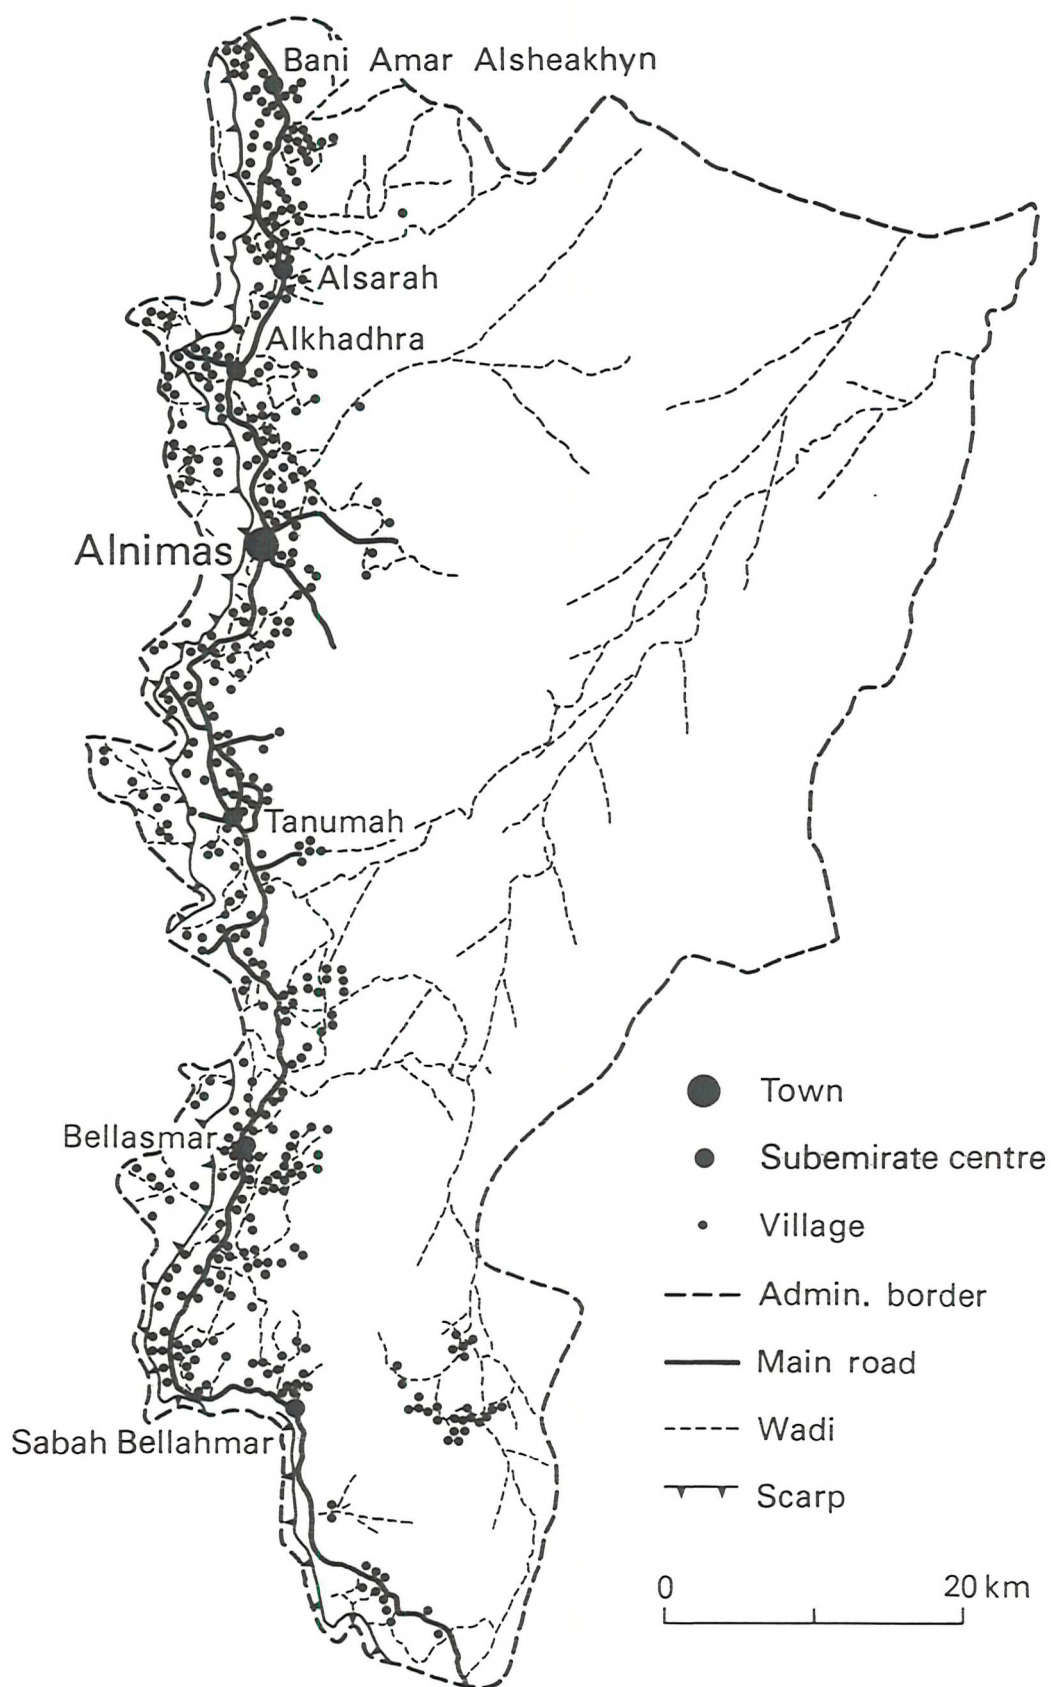 Bani Amar Alsheakhyn
Alsarah
Alkhadhra
Alnimas
Tanumah
Bellasmar
Sabah Bellahmar
Town
Subemirate centre
Village
Admin. border
Main road
Wadi
Scarp
0 20 km